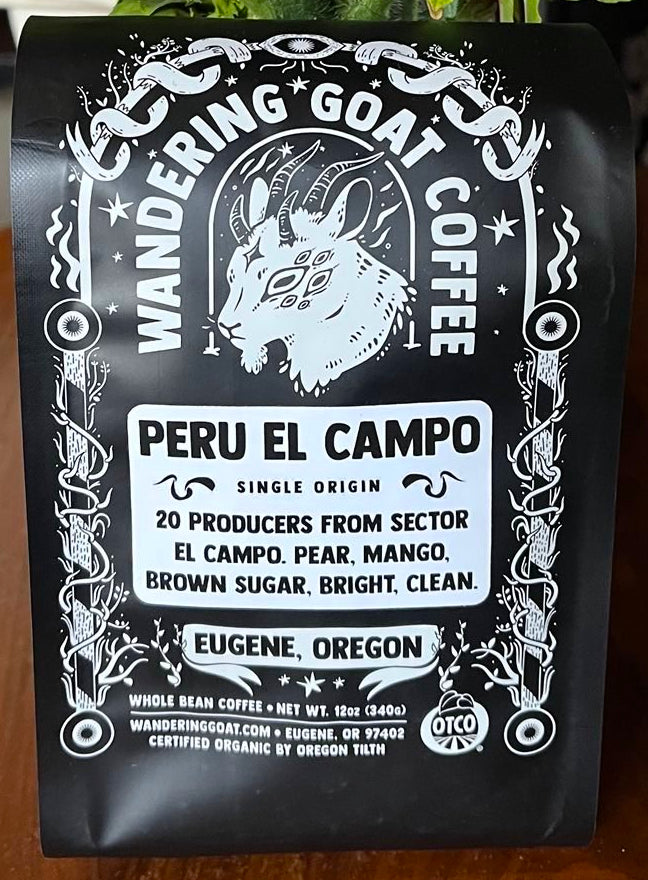 WANDERING GOAT COFFEE
PERU EL CAMPO
SINGLE ORIGIN
20 PRODUCERS FROM SECTOR
EL CAMPO. PEAR, MANGO,
BROWN SUGAR, BRIGHT, CLEAN.
EUGENE, OREGON
WHOLE BEAN COFFEE • NET WT. 12oz (340G)
WANDERINGGOAT.COM • EUGENE, OR 97402
CERTIFIED ORGANIC BY OREGON TILTH
OTCO®